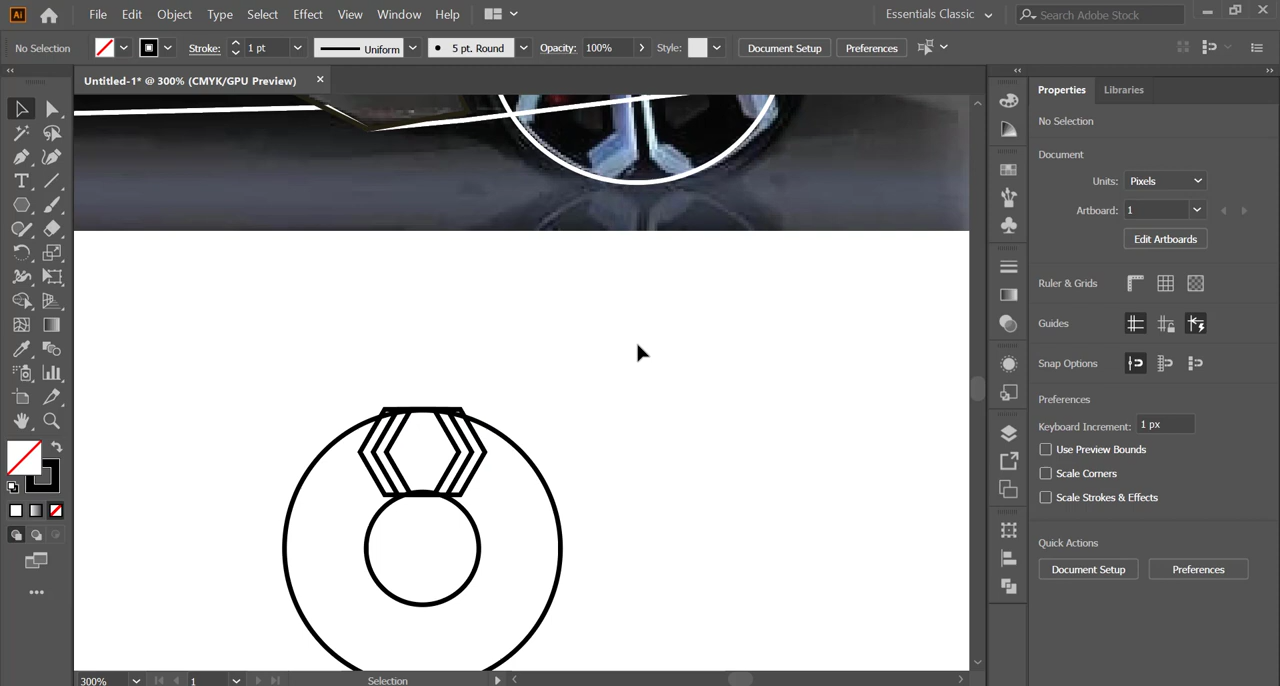 Ai File Edit Object Type Select Effect View Window Help Essentials Classic Search Adobe Stock
No Selection Stroke: 1 pt Uniform 5 pt. Round Opacity: 100% Style: Document Setup Preferences
Untitled-1* @ 300% (CMYK/GPU Preview)
Properties Libraries
No Selection
Document
Units: Pixels
Artboard: 1
Edit Artboards
Ruler & Grids
Guides
Snap Options
Preferences
Keyboard Increment: 1 px
Use Preview Bounds
Scale Corners
Scale Strokes & Effects
Quick Actions
Document Setup Preferences
300% 1 Selection